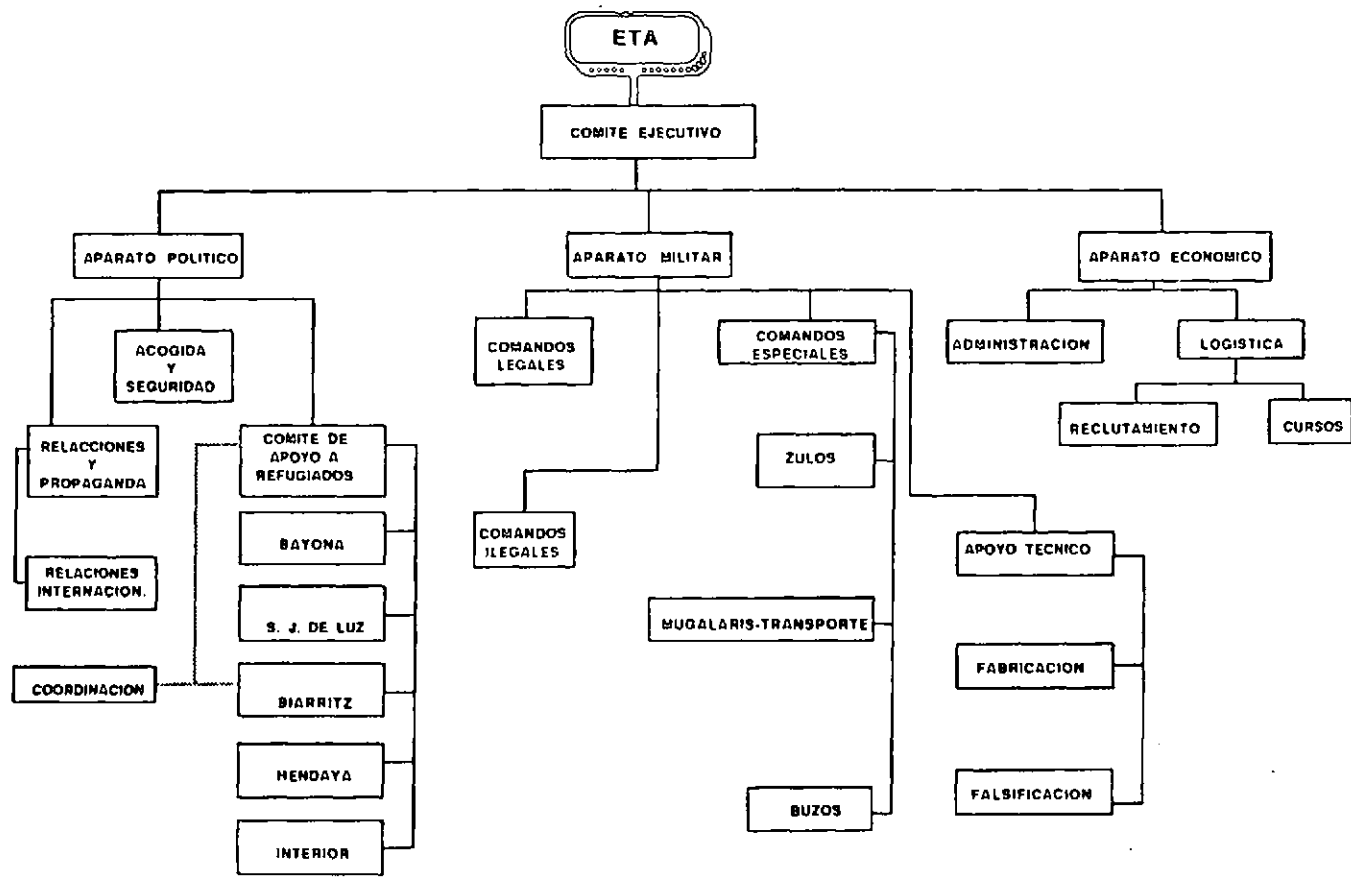 ETA
COMITE EJECUTIVO
APARATO POLITICO
APARATO MILITAR
APARATO ECONOMICO
ACOGIDA
Y
SEGURIDAD
COMANDOS
LEGALES
COMANDOS
ESPECIALES
ADMINISTRACION
LOGISTICA
RECLUTAMIENTO
CURSOS
RELACCIONES
Y
PROPAGANDA
COMITE DE
APOYO A
REFUGIADOS
ZULOS
BAYONA
COMANDOS
ILEGALES
APOYO TECNICO
RELACIONES
INTERNACION.
S. J. DE LUZ
MUGALARIS-TRANSPORTE
COORDINACION
BIARRITZ
FABRICACION
HENDAYA
BUZOS
FALSIFICACION
INTERIOR